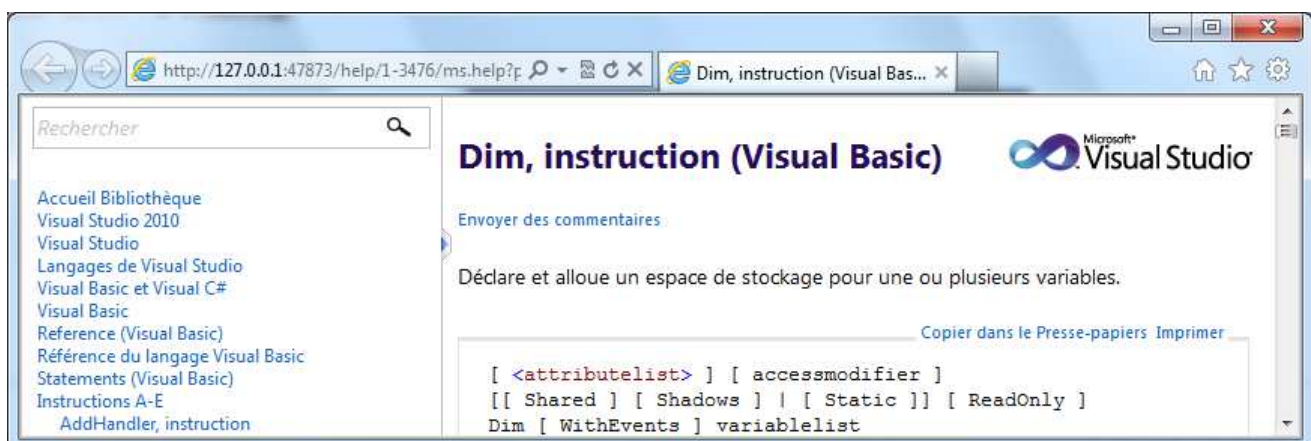 http://127.0.0.1:47873/help/1-3476/ms.help?p
Dim, instruction (Visual Bas...
Rechercher
Accueil Bibliothèque
Visual Studio 2010
Visual Studio
Langages de Visual Studio
Visual Basic et Visual C#
Visual Basic
Reference (Visual Basic)
Référence du langage Visual Basic
Statements (Visual Basic)
Instructions A-E
AddHandler, instruction
Dim, instruction (Visual Basic)
Microsoft®
Visual Studio
Envoyer des commentaires
Déclare et alloue un espace de stockage pour une ou plusieurs variables.
Copier dans le Presse-papiers Imprimer
[ <attributelist> ] [ accessmodifier ]
[[ Shared ] [ Shadows ] | [ Static ]] [ ReadOnly ]
Dim [ WithEvents ] variablelist